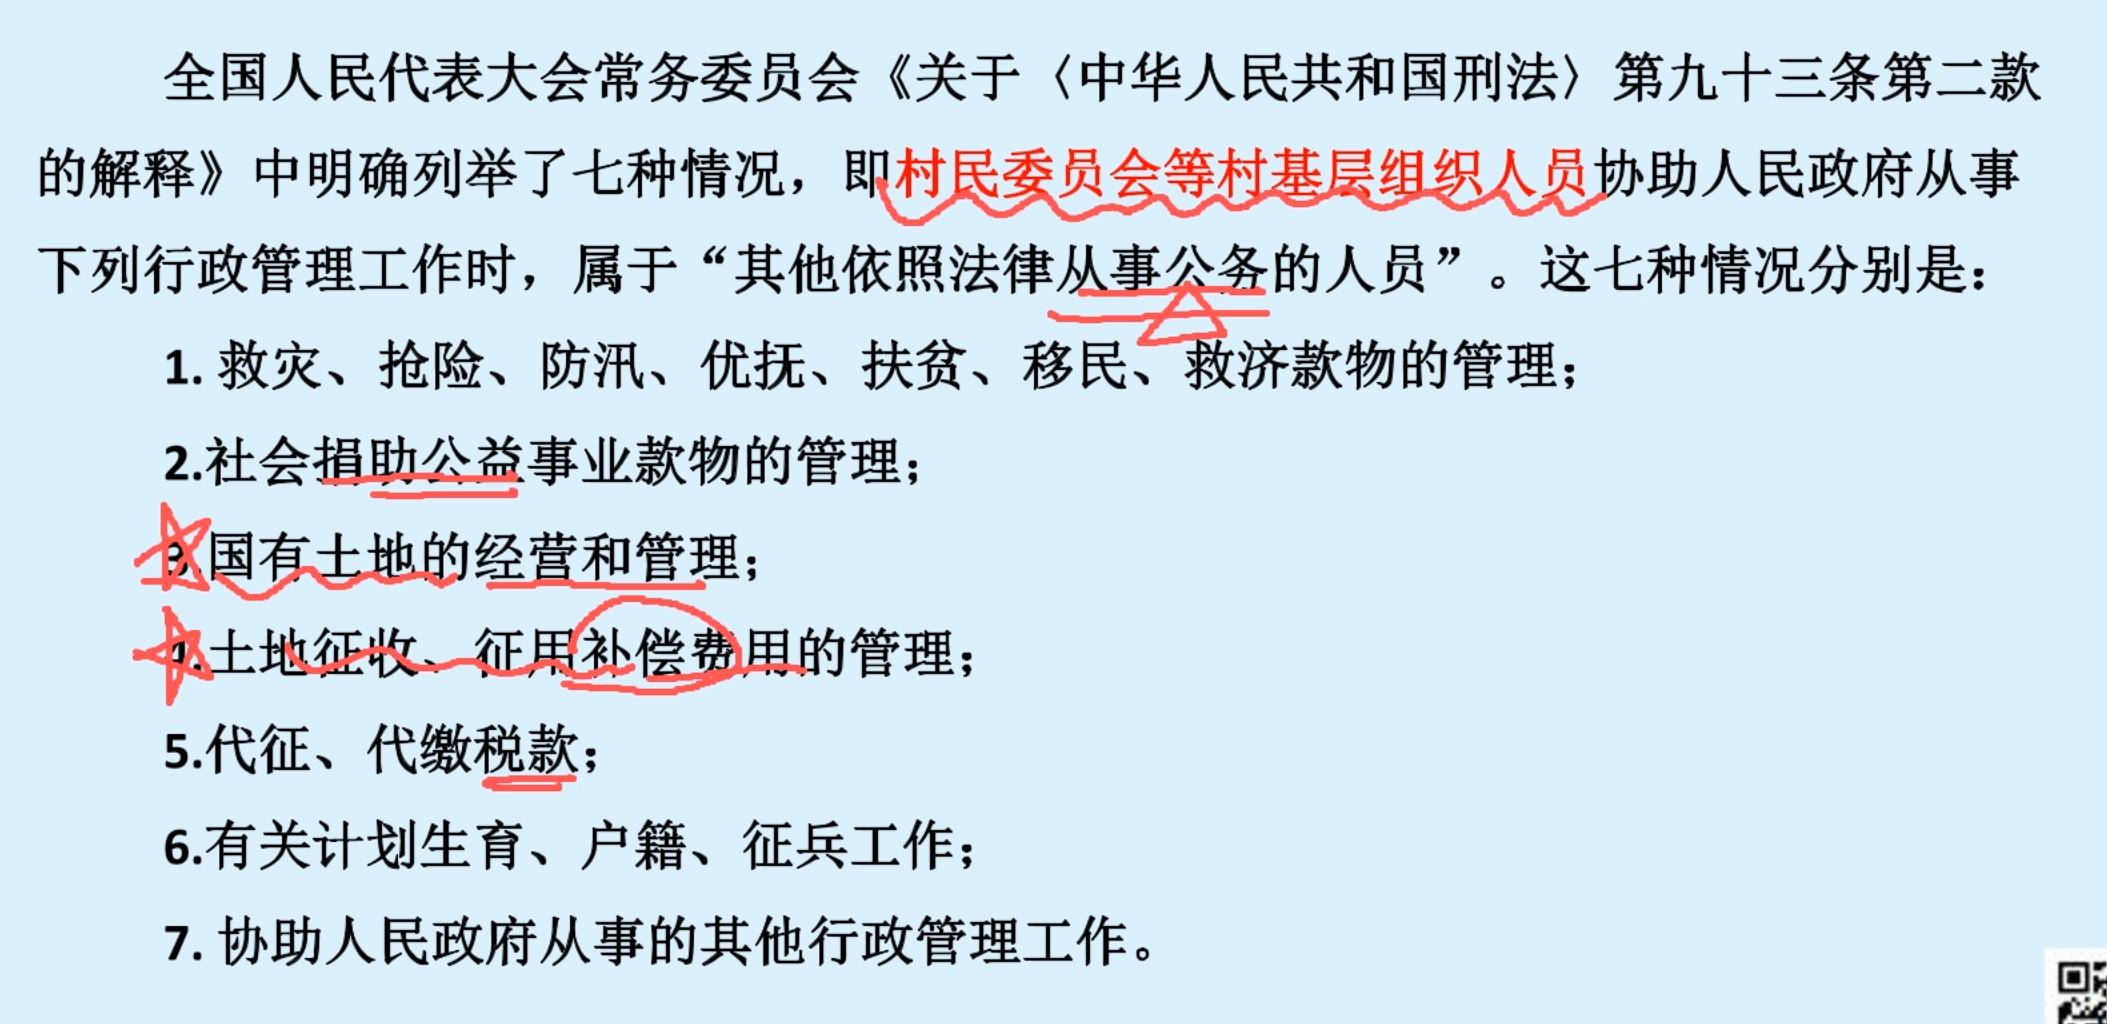 全国人民代表大会常务委员会《关于〈中华人民共和国刑法〉第九十三条第二款
的解释》中明确列举了七种情况，即村民委员会等村基层组织人员协助人民政府从事
下列行政管理工作时，属于“其他依照法律从事公务的人员”。这七种情况分别是：
1. 救灾、抢险、防汛、优抚、扶贫、移民、救济款物的管理；
2.社会捐助公益事业款物的管理；
3.国有土地的经营和管理；
4.土地征收、征用补偿费用的管理；
5.代征、代缴税款；
6.有关计划生育、户籍、征兵工作；
7. 协助人民政府从事的其他行政管理工作。